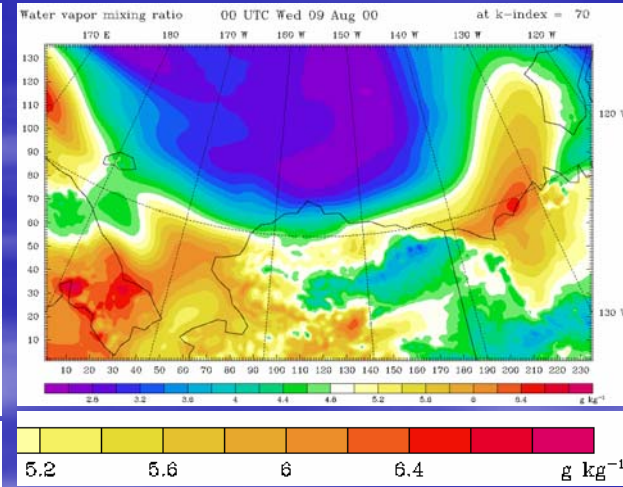 Water vapor mixing ratio 00 UTC Wed 09 Aug 00 at k-index = 70
170 E 180 170 W 160 W 150 W 140 W 130 W 120 W 110 W
130
120
110
100
90
80
70
60
50
40
30
20
10
120 W
130 W
10 20 30 40 50 60 70 80 90 100 110 120 130 140 150 160 170 180 190 200 210 220 230
2.8 3.2 3.6 4 4.4 4.8 5.2 5.6 6 6.4 g kg⁻¹
5.2 5.6 6 6.4 g kg⁻¹